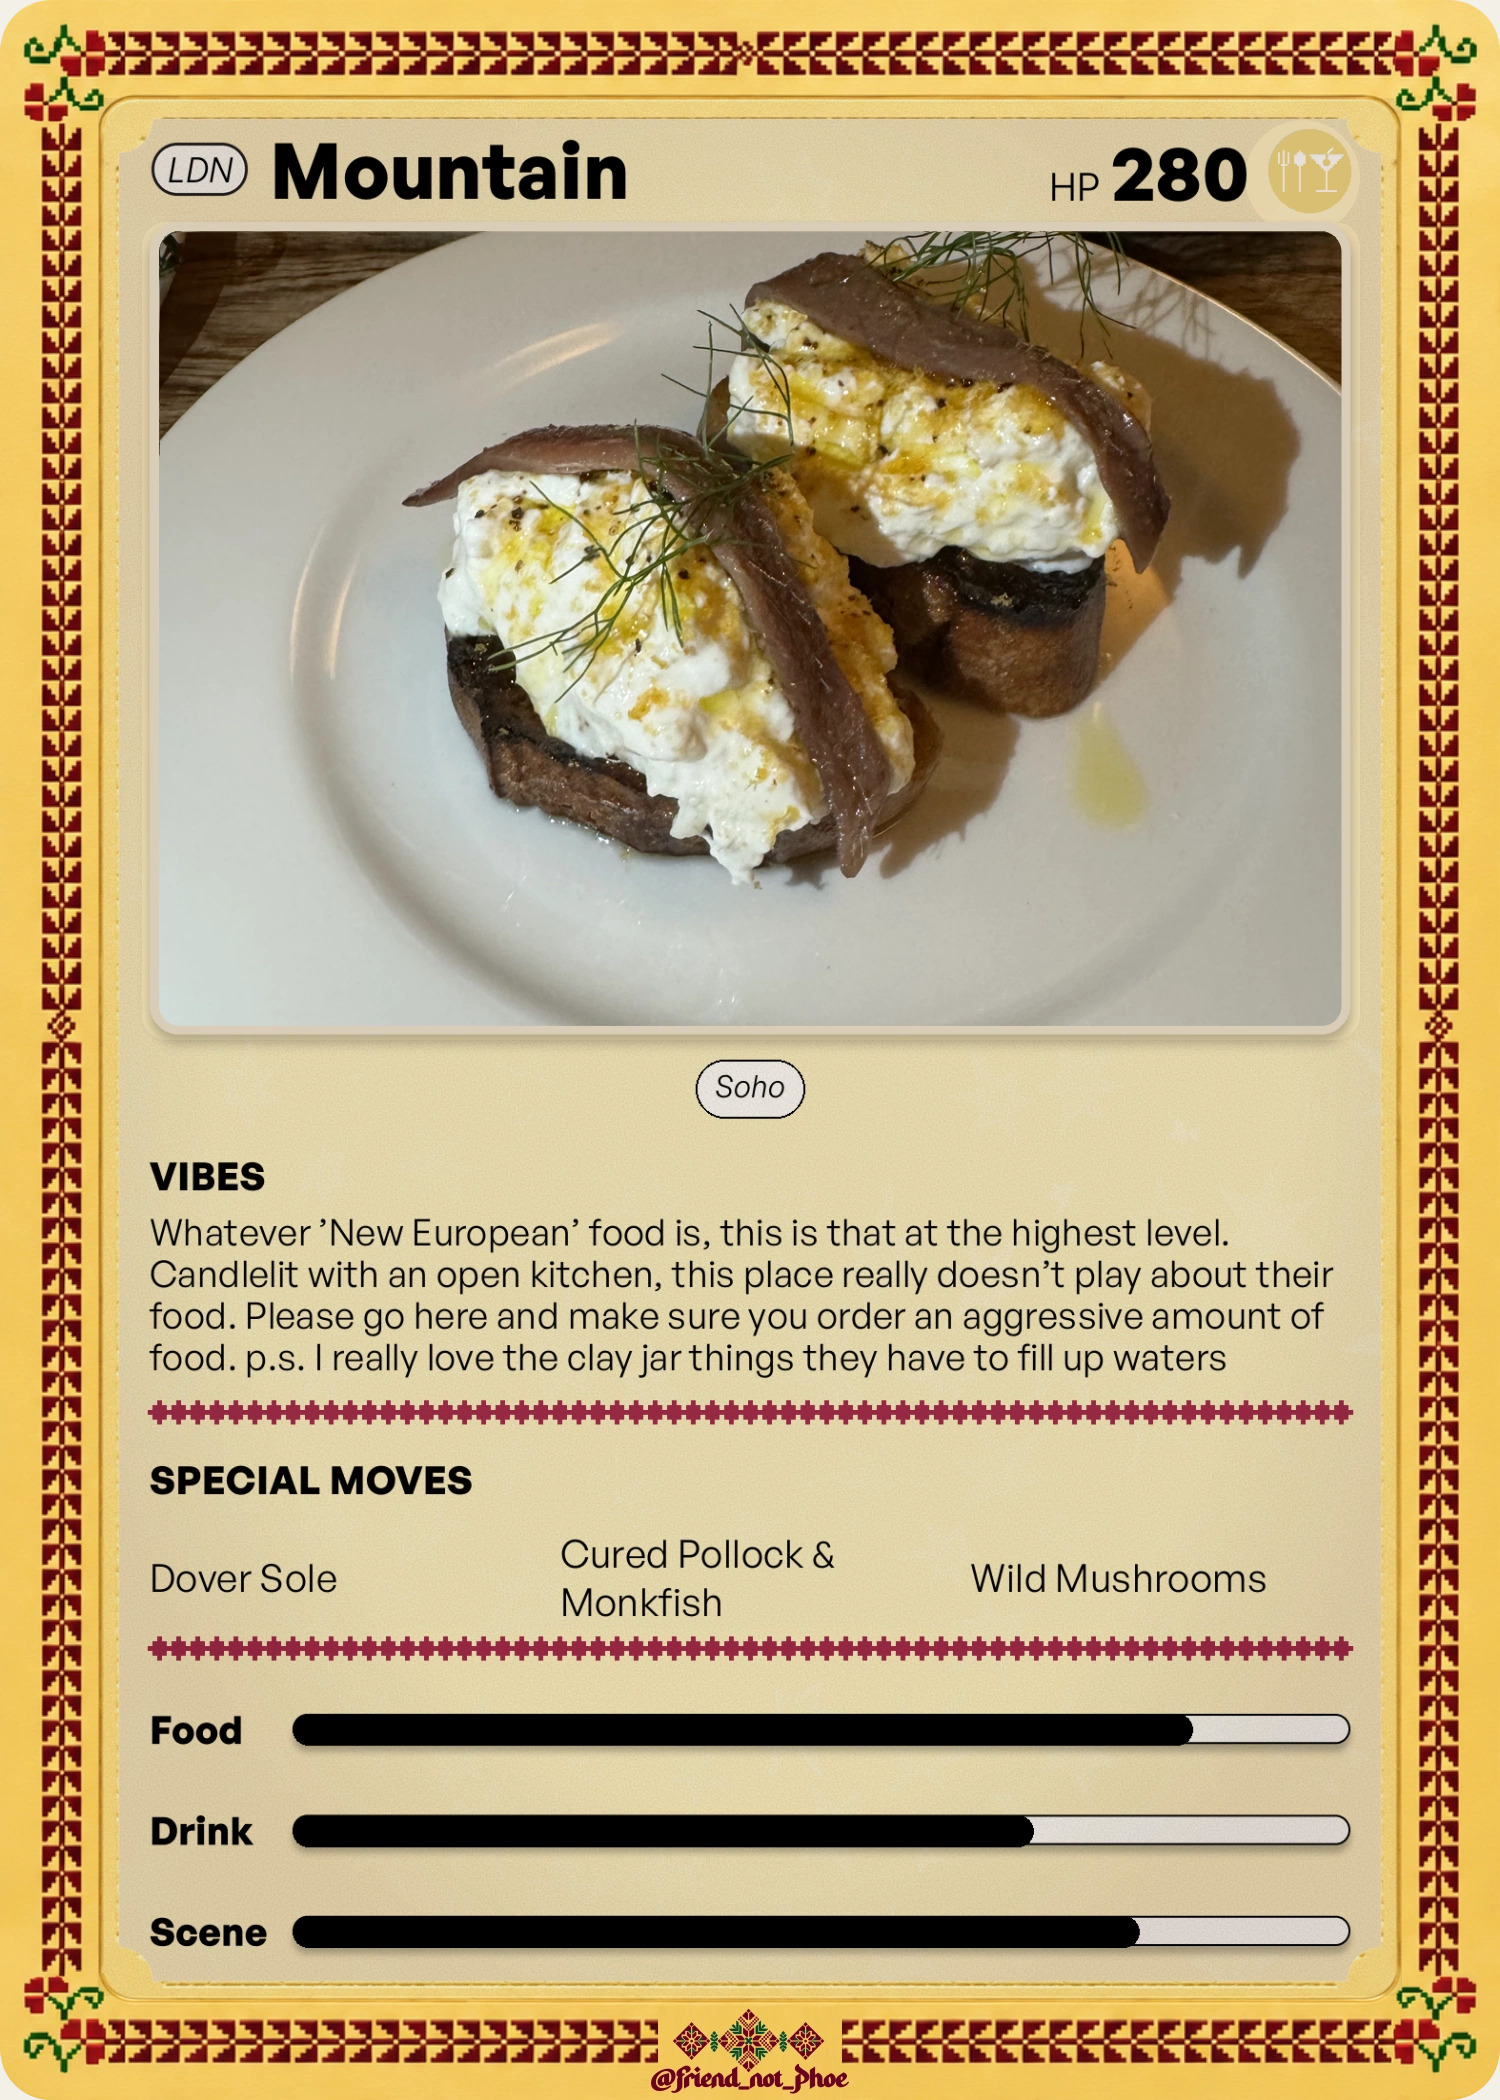 LDN Mountain HP 280
Soho
VIBES
Whatever ’New European’ food is, this is that at the highest level.
Candlelit with an open kitchen, this place really doesn’t play about their
food. Please go here and make sure you order an aggressive amount of
food. p.s. I really love the clay jar things they have to fill up waters
SPECIAL MOVES
Dover Sole
Cured Pollock &
Monkfish
Wild Mushrooms
Food
Drink
Scene
@friend_not_Phoe